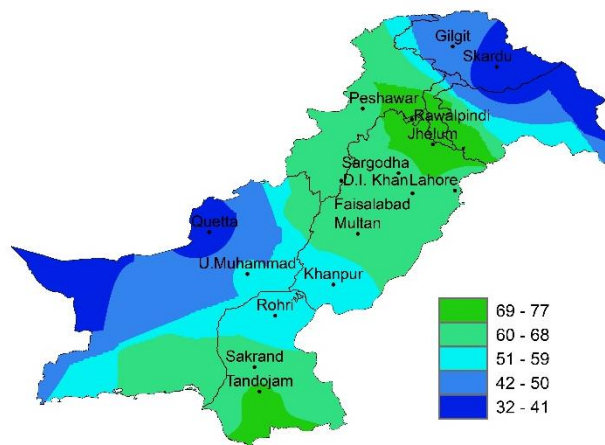 Gilgit
Skardu
Peshawar
Rawalpindi
Jhelum
Sargodha
D.I. Khan Lahore
Faisalabad
Multan
Quetta
U.Muhammad
Khanpur
Rohri
Sakrand
Tandojam
69 - 77
60 - 68
51 - 59
42 - 50
32 - 41